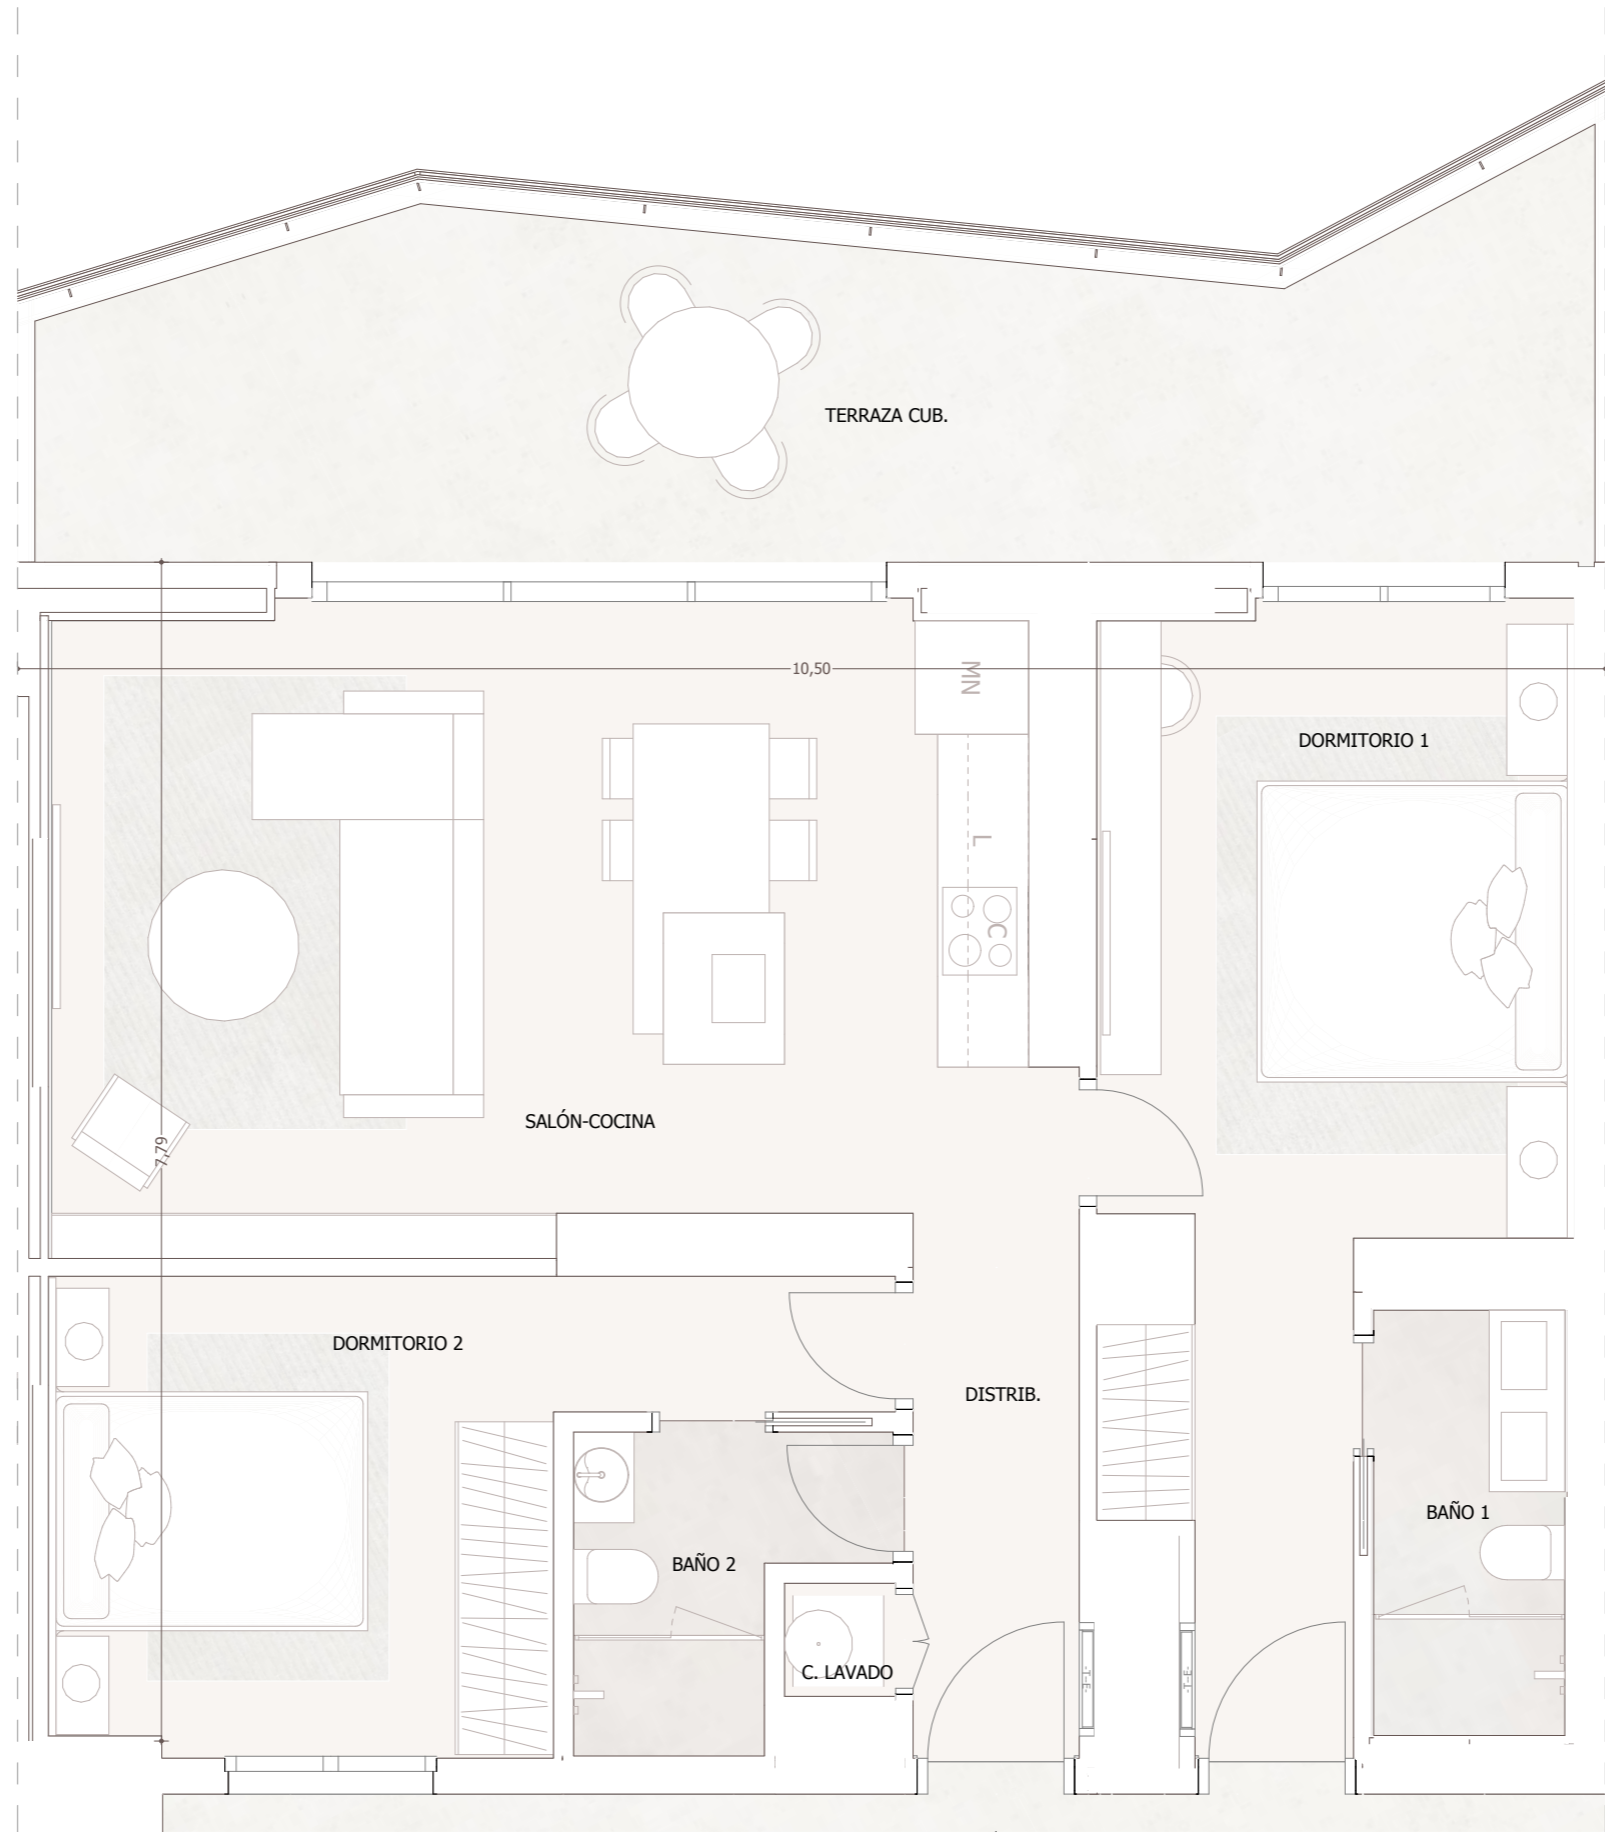 TERRAZA CUB.
10,50
MN
DORMITORIO 1
L
C
SALÓN-COCINA
7,79
DORMITORIO 2
DISTRIB.
BAÑO 1
BAÑO 2
C. LAVADO
-T-E-
-T-E-